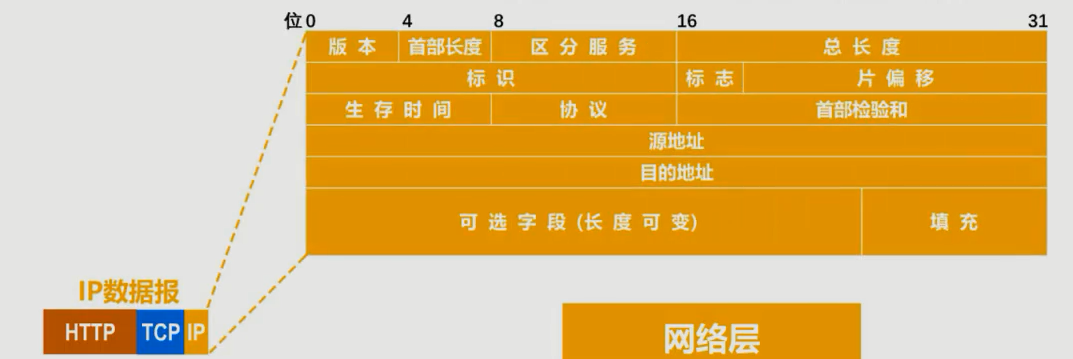 位 0 4 8 16 31
版 本 首部长度 区 分 服 务 总 长 度
标 识 标 志 片 偏 移
生 存 时 间 协 议 首部检验和
源地址
目的地址
可 选 字 段 (长 度 可 变) 填 充
IP数据报
HTTP TCP IP
网络层